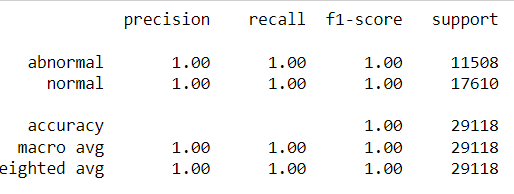 precision recall f1-score support
abnormal 1.00 1.00 1.00 11508
normal 1.00 1.00 1.00 17610
accuracy 1.00 29118
macro avg 1.00 1.00 1.00 29118
eighted avg 1.00 1.00 1.00 29118